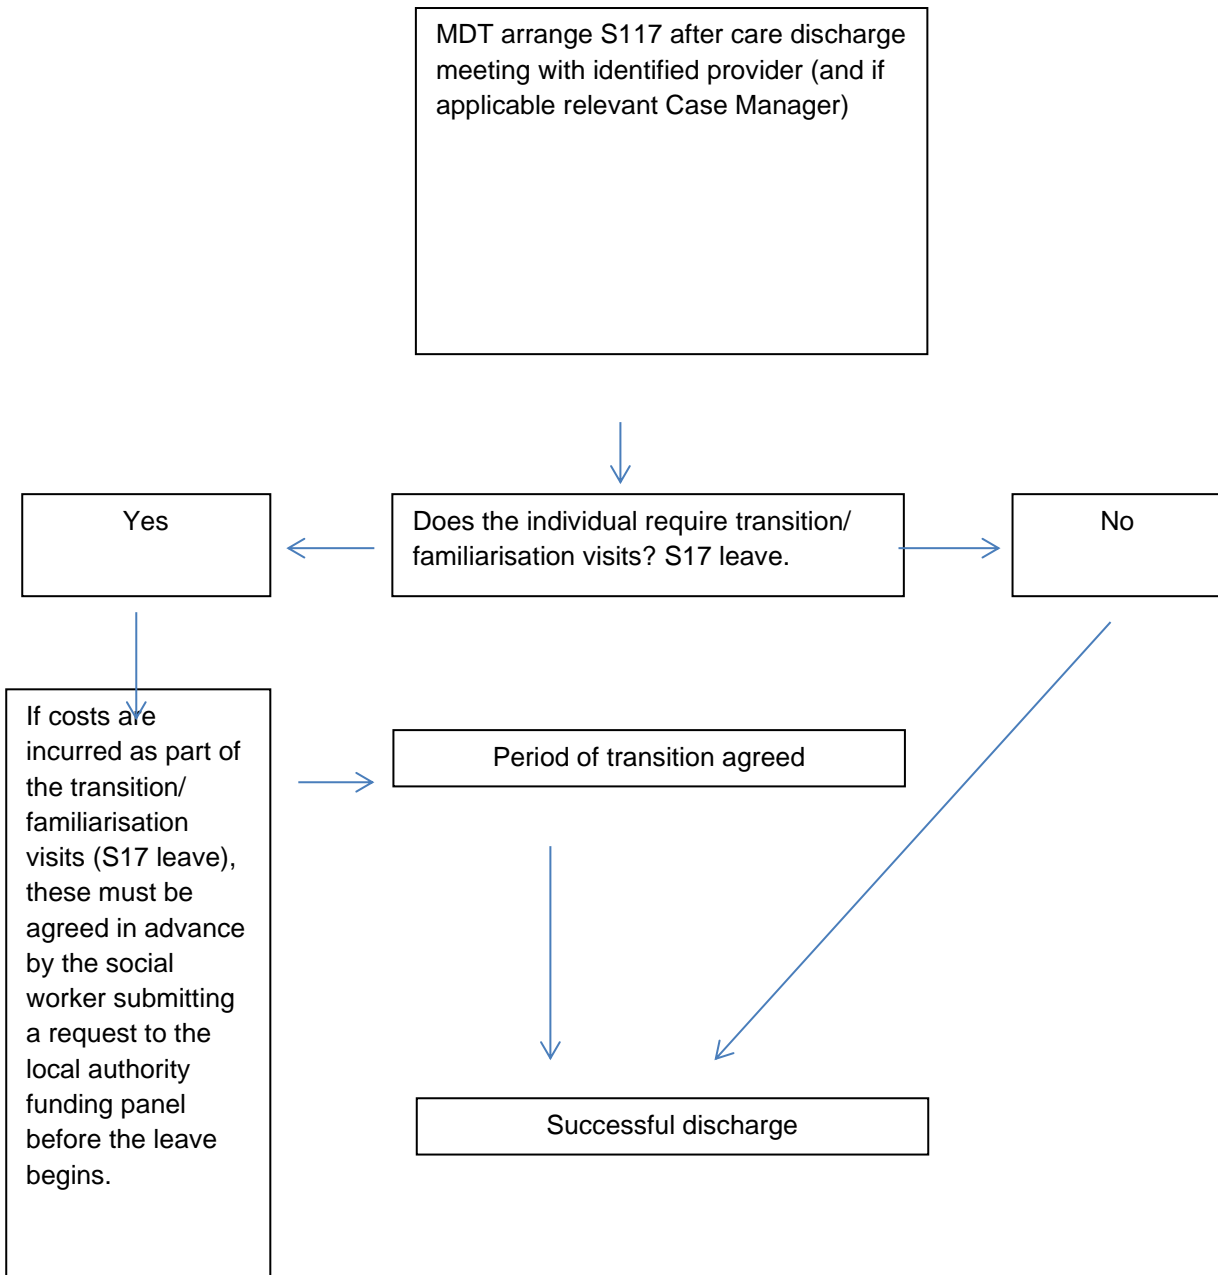 MDT arrange S117 after care discharge
meeting with identified provider (and if
applicable relevant Case Manager)
Yes
Does the individual require transition/
familiarisation visits? S17 leave.
No
If costs are
incurred as part of
the transition/
familiarisation
visits (S17 leave),
these must be
agreed in advance
by the social
worker submitting
a request to the
local authority
funding panel
before the leave
begins.
Period of transition agreed
Successful discharge